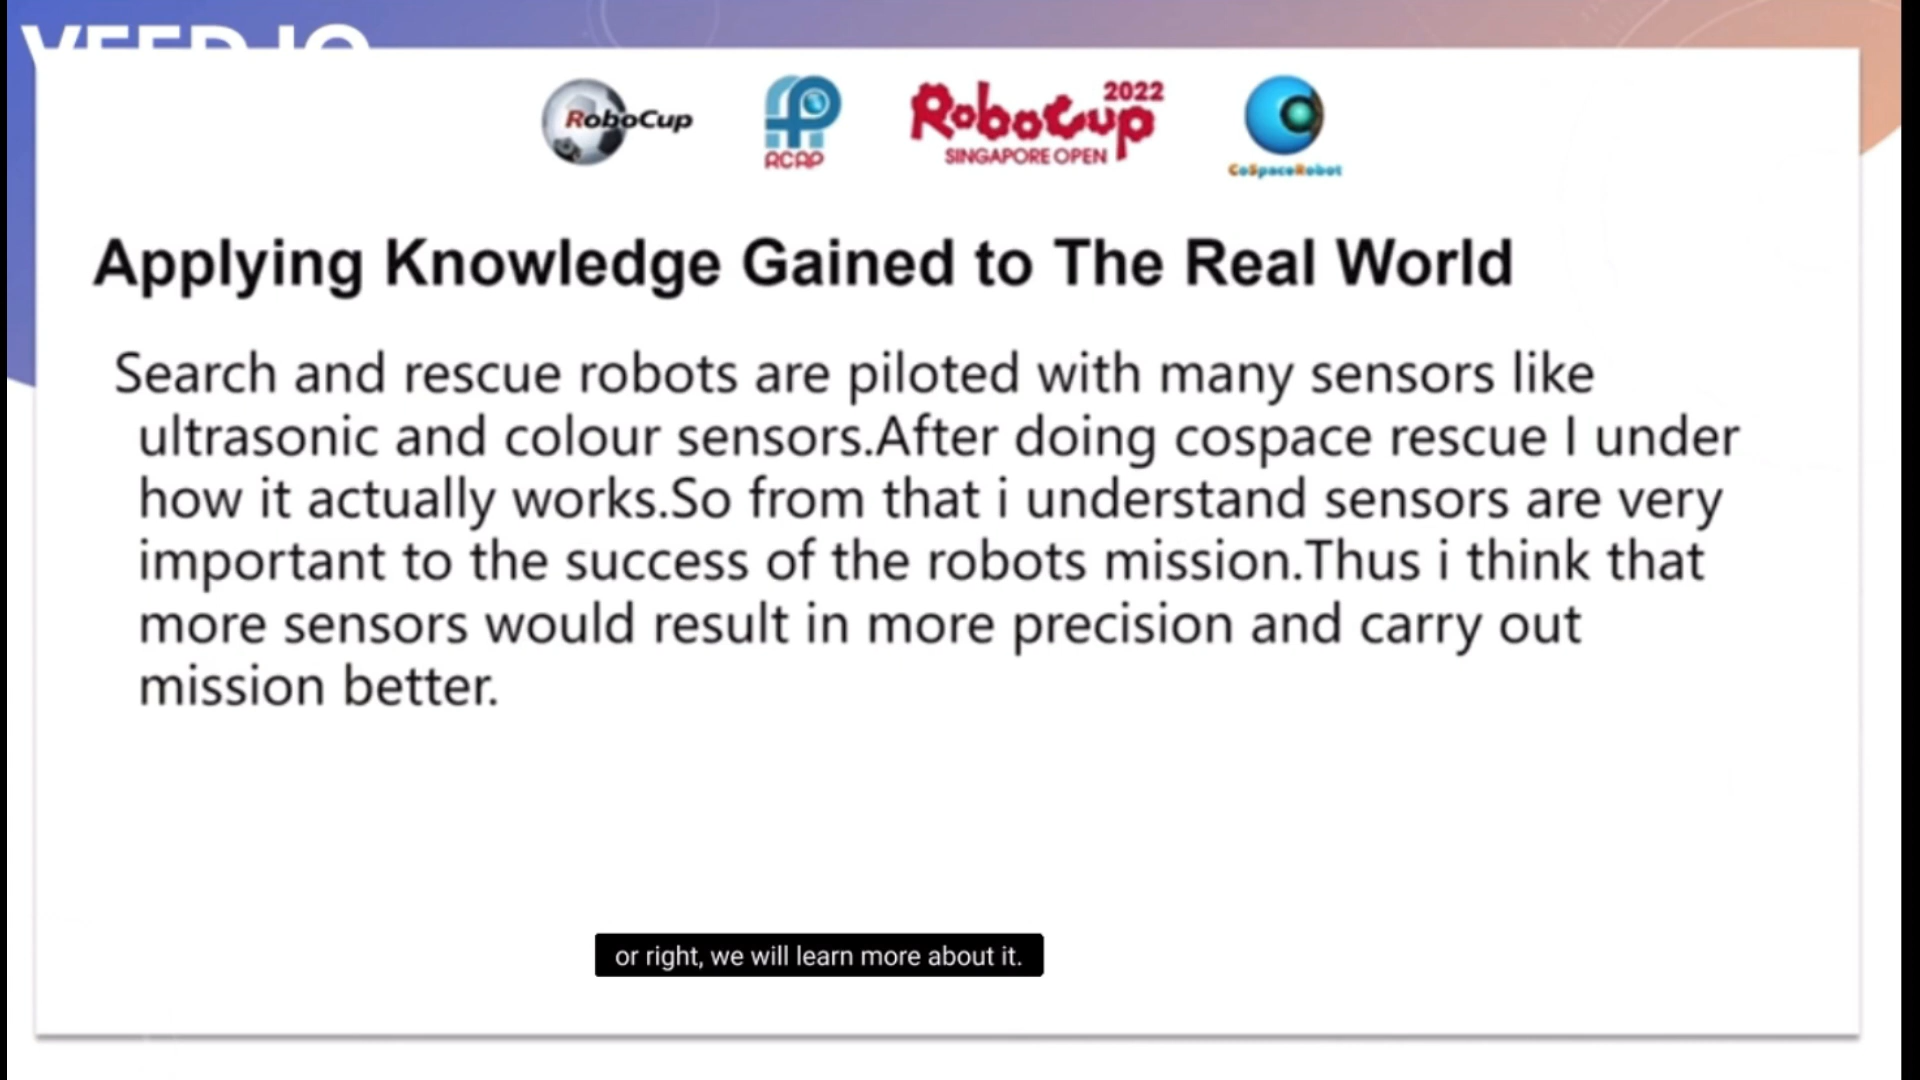 VEED.IO
RoboCup
RCAP
RoboCup 2022
SINGAPORE OPEN
CoSpaceRobot
Applying Knowledge Gained to The Real World
Search and rescue robots are piloted with many sensors like
ultrasonic and colour sensors.After doing cospace rescue I under
how it actually works.So from that i understand sensors are very
important to the success of the robots mission.Thus i think that
more sensors would result in more precision and carry out
mission better.
or right, we will learn more about it.